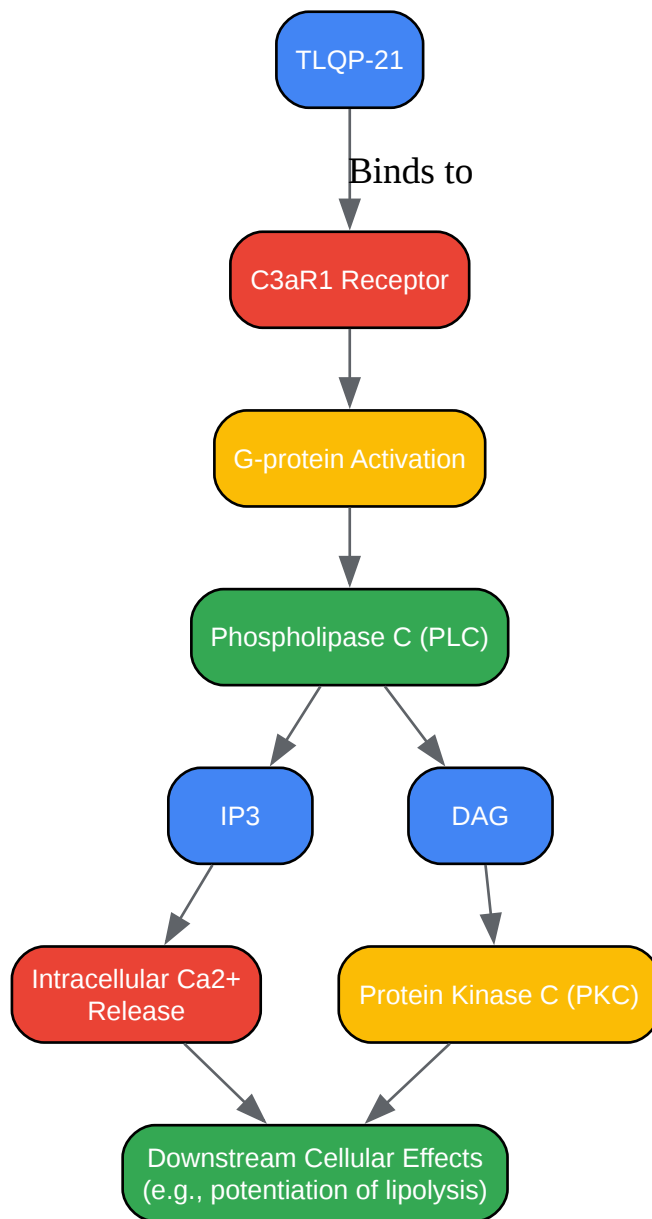 TLQP-21
Binds to
C3aR1 Receptor
G-protein Activation
Phospholipase C (PLC)
IP3
DAG
Intracellular Ca2+
Release
Protein Kinase C (PKC)
Downstream Cellular Effects
(e.g., potentiation of lipolysis)